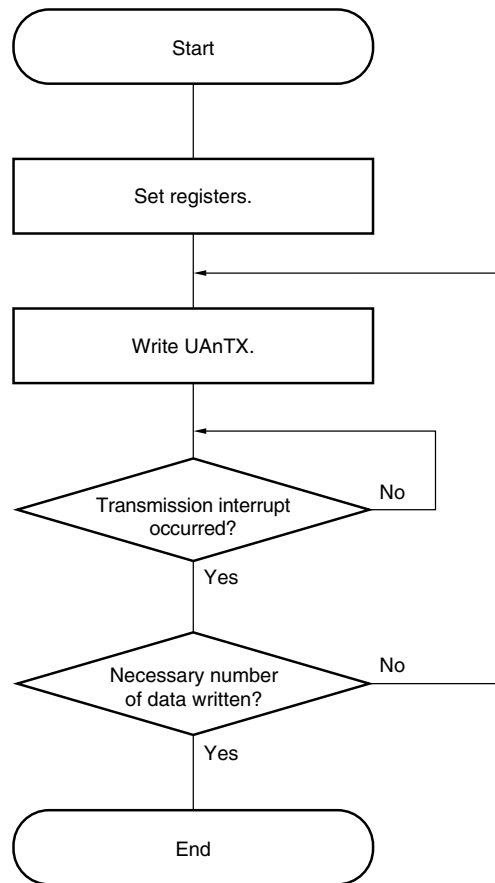 Start
Set registers.
Write UAnTX.
Transmission interrupt
occurred?
No
Yes
Necessary number
of data written?
No
Yes
End